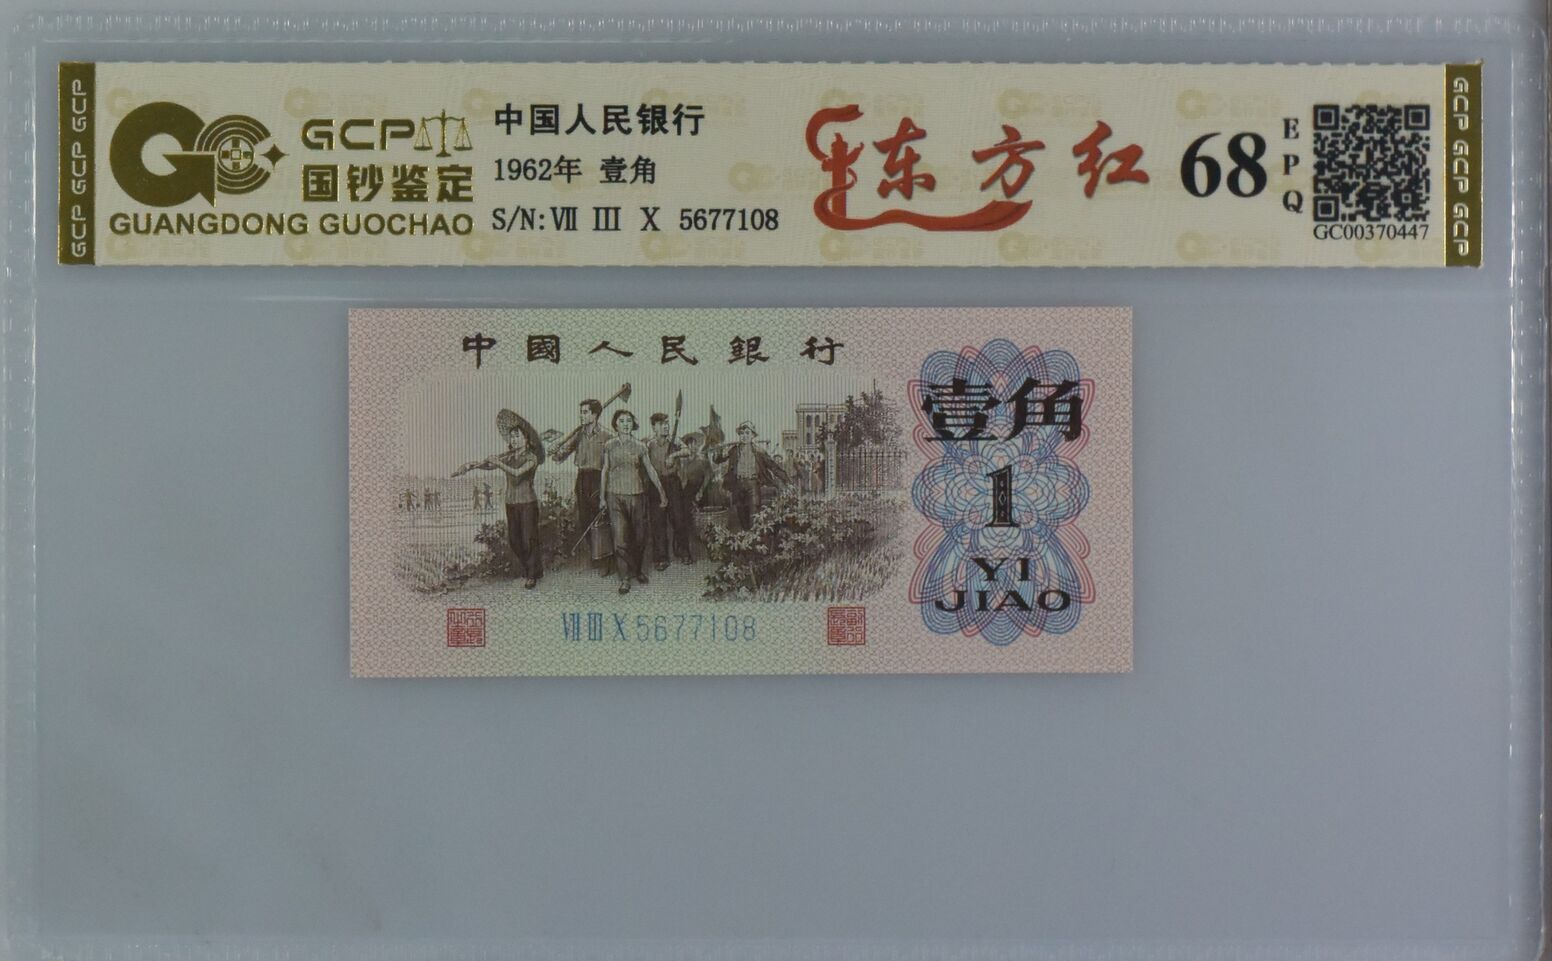 GCP GCP GCP
GCP
国钞鉴定
GUANGDONG GUOCHAO
中国人民银行
1962年 壹角
S/N: Ⅶ Ⅲ Ⅹ 5677108
东方红
68
EPQ
GC00370447
GCP GCP GCP
中國人民銀行
壹角
1
YI
JIAO
Ⅶ Ⅲ Ⅹ 5677108